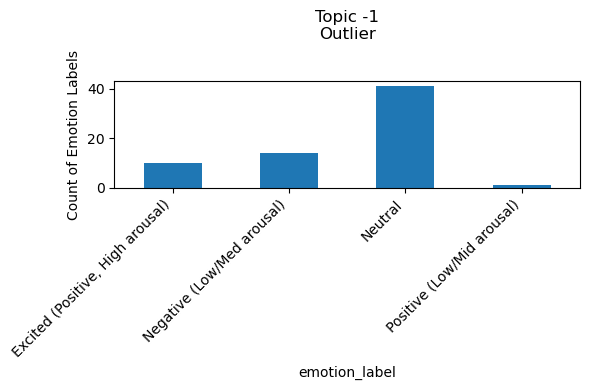 Topic -1
Outlier
Count of Emotion Labels
40
20
0
Excited (Positive, High arousal)
Negative (Low/Med arousal)
Neutral
Positive (Low/Mid arousal)
emotion_label